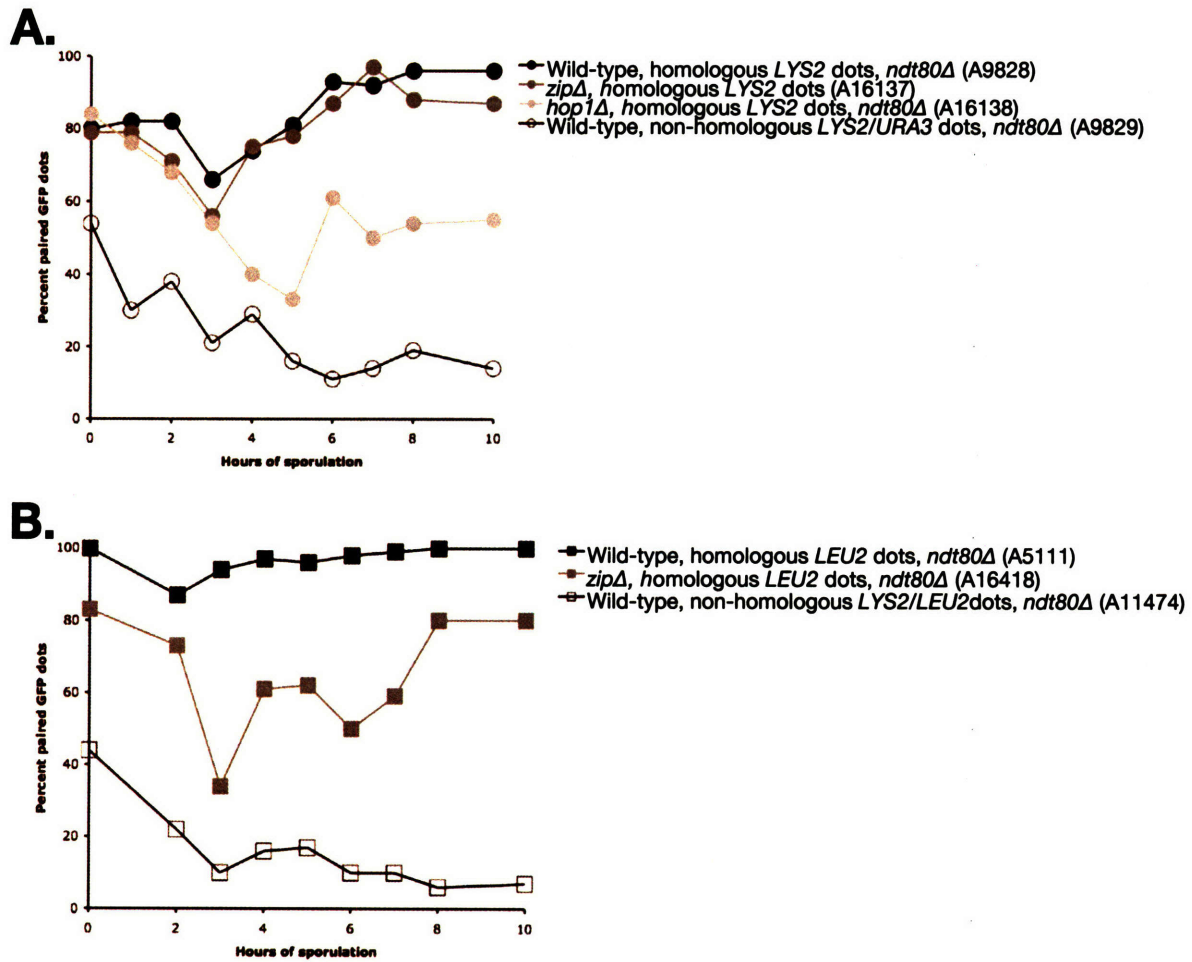 A.
100
80
60
40
20
0
Percent paired GFP dots
0 2 4 6 8 10
Hours of sporulation
Wild-type, homologous LYS2 dots, ndt80Δ (A9828)
zipΔ, homologous LYS2 dots (A16137)
hop1Δ, homologous LYS2 dots, ndt80Δ (A16138)
Wild-type, non-homologous LYS2/URA3 dots, ndt80Δ (A9829)
B.
100
80
60
40
20
0
Percent paired GFP dots
0 2 4 6 8 10
Hours of sporulation
Wild-type, homologous LEU2 dots, ndt80Δ (A5111)
zipΔ, homologous LEU2 dots, ndt80Δ (A16418)
Wild-type, non-homologous LYS2/LEU2dots, ndt80Δ (A11474)